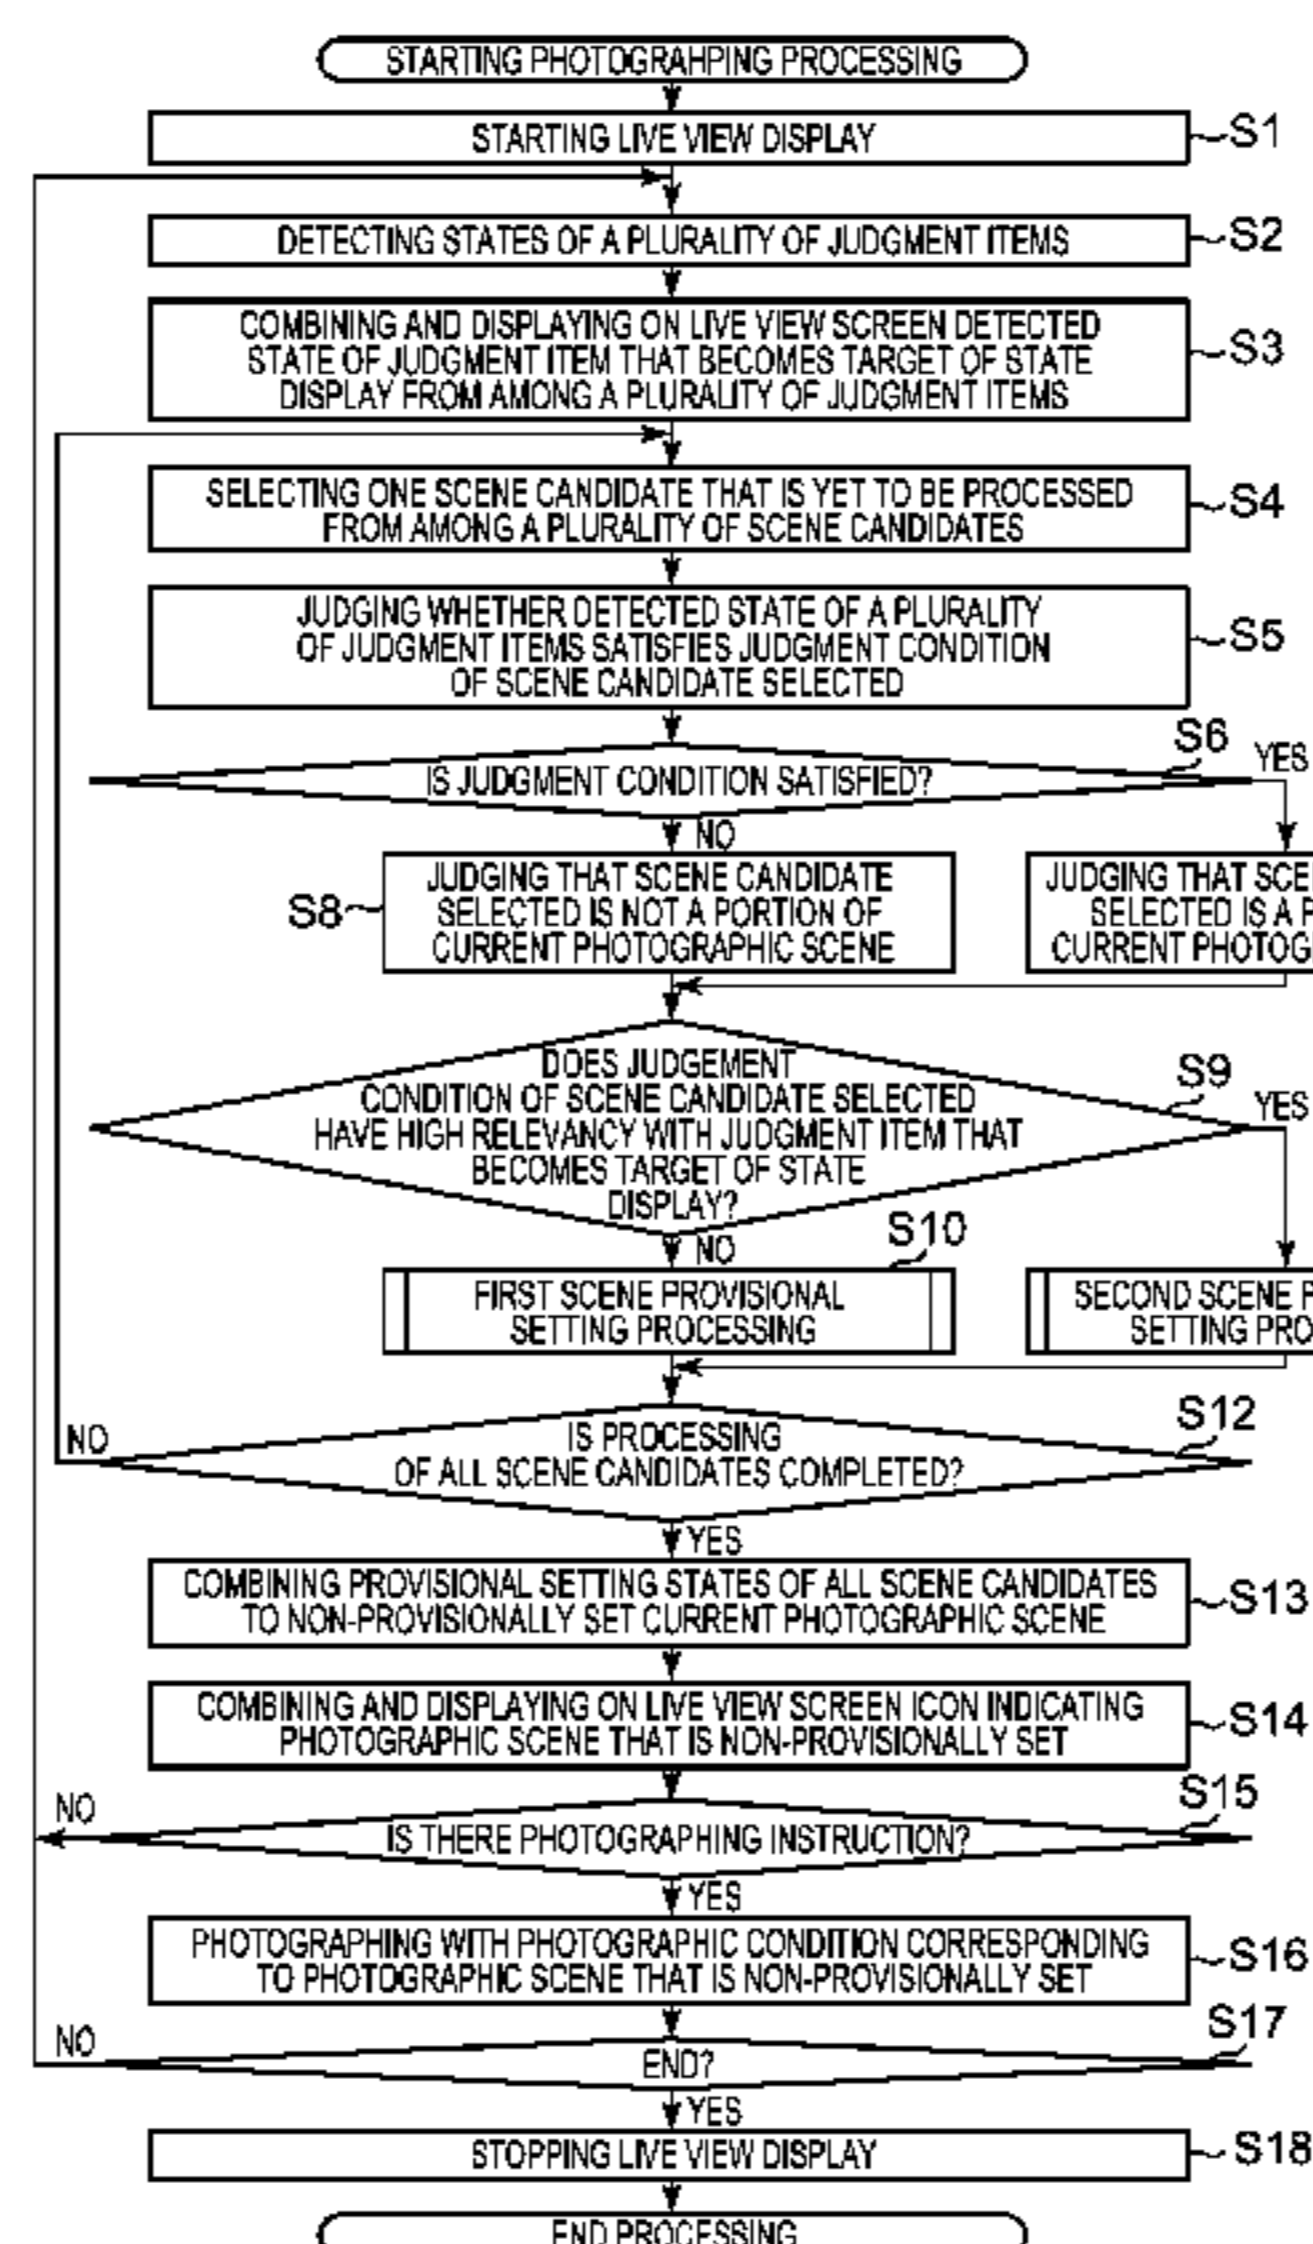 STARTING PHOTOGRAHPING PROCESSING
STARTING LIVE VIEW DISPLAY
S1
DETECTING STATES OF A PLURALITY OF JUDGMENT ITEMS
S2
COMBINING AND DISPLAYING ON LIVE VIEW SCREEN DETECTED
STATE OF JUDGMENT ITEM THAT BECOMES TARGET OF STATE
DISPLAY FROM AMONG A PLURALITY OF JUDGMENT ITEMS
S3
SELECTING ONE SCENE CANDIDATE THAT IS YET TO BE PROCESSED
FROM AMONG A PLURALITY OF SCENE CANDIDATES
S4
JUDGING WHETHER DETECTED STATE OF A PLURALITY
OF JUDGMENT ITEMS SATISFIES JUDGMENT CONDITION
OF SCENE CANDIDATE SELECTED
S5
S6
IS JUDGMENT CONDITION SATISFIED?
YES
NO
S8
JUDGING THAT SCENE CANDIDATE
SELECTED IS NOT A PORTION OF
CURRENT PHOTOGRAPHIC SCENE
JUDGING THAT
SELECTED IS A
CURRENT
DOES JUDGEMENT
CONDITION OF SCENE CANDIDATE SELECTED
HAVE HIGH RELEVANCY WITH JUDGMENT ITEM THAT
BECOMES TARGET OF STATE
DISPLAY?
S9
YES
NO
S10
FIRST SCENE PROVISIONAL
SETTING PROCESSING
SECOND SCENE
SETTING
S12
IS PROCESSING
OF ALL SCENE CANDIDATES COMPLETED?
NO
YES
COMBINING PROVISIONAL SETTING STATES OF ALL SCENE CANDIDATES
TO NON-PROVISIONALLY SET CURRENT PHOTOGRAPHIC SCENE
S13
COMBINING AND DISPLAYING ON LIVE VIEW SCREEN ICON INDICATING
PHOTOGRAPHIC SCENE THAT IS NON-PROVISIONALLY SET
S14
S15
NO
IS THERE PHOTOGRAPHING INSTRUCTION?
YES
PHOTOGRAPHING WITH PHOTOGRAPHIC CONDITION CORRESPONDING
TO PHOTOGRAPHIC SCENE THAT IS NON-PROVISIONALLY SET
S16
S17
NO
END?
YES
STOPPING LIVE VIEW DISPLAY
S18
END PROCESSING